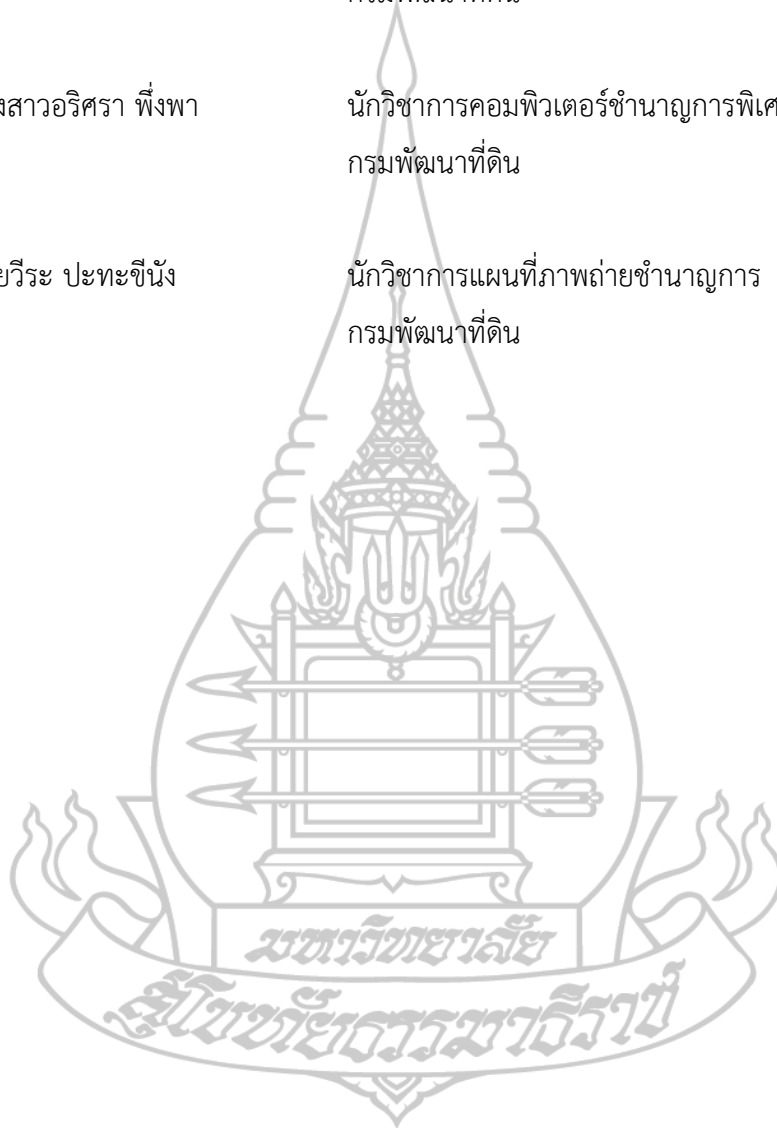 กรมพัฒนาที่ดิน
งสาวอริศรา พึ่งพา นักวิชาการคอมพิวเตอร์ชำนาญการพิเศ
กรมพัฒนาที่ดิน
ยวีระ ปะทะขีนัง นักวิชาการแผนที่ภาพถ่ายชำนาญการ
กรมพัฒนาที่ดิน
มหาวิทยาลัย
สุโขทัยธรรมาธิราช